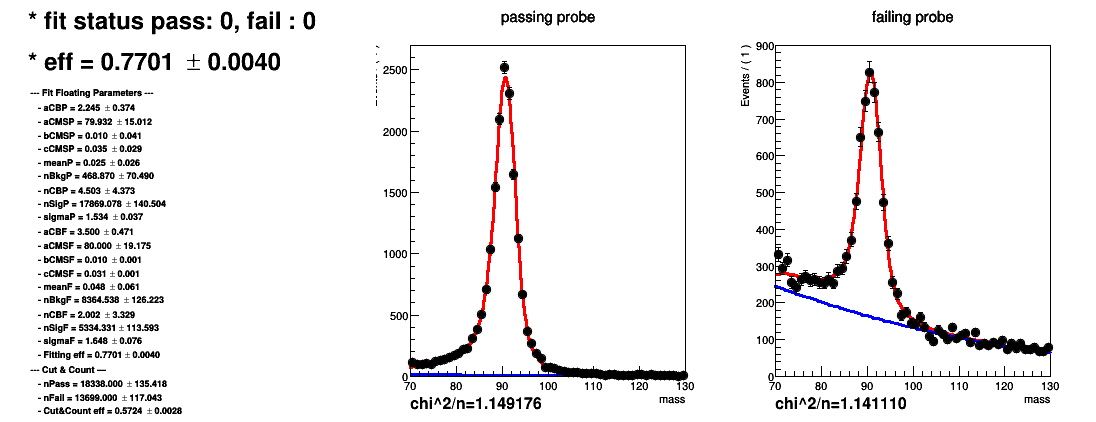 * fit status pass: 0, fail : 0
* eff = 0.7701 ± 0.0040
--- Fit Floating Parameters ---
- aCBP = 2.245 ± 0.374
- aCMSP = 79.932 ± 15.012
- bCMSP = 0.010 ± 0.041
- cCMSP = 0.035 ± 0.029
- meanP = 0.025 ± 0.026
- nBkgP = 468.870 ± 70.490
- nCBP = 4.503 ± 4.373
- nSigP = 17869.078 ± 140.504
- sigmaP = 1.534 ± 0.037
- aCBF = 3.500 ± 0.471
- aCMSF = 80.000 ± 19.175
- bCMSF = 0.010 ± 0.001
- cCMSF = 0.031 ± 0.001
- meanF = 0.048 ± 0.061
- nBkgF = 8364.538 ± 126.223
- nCBF = 2.002 ± 3.329
- nSigF = 5334.331 ± 113.593
- sigmaF = 1.648 ± 0.076
- Fitting eff = 0.7701 ± 0.0040
--- Cut & Count ---
- nPass = 18338.000 ± 135.418
- nFail = 13699.000 ± 117.043
- Cut&Count eff = 0.5724 ± 0.0028
passing probe
2500
2000
1500
1000
500
0
70 80 90 100 110 120 130
mass
chi^2/n=1.149176
failing probe
Events / ( 1 )
900
800
700
600
500
400
300
200
100
0
70 80 90 100 110 120 130
mass
chi^2/n=1.141110